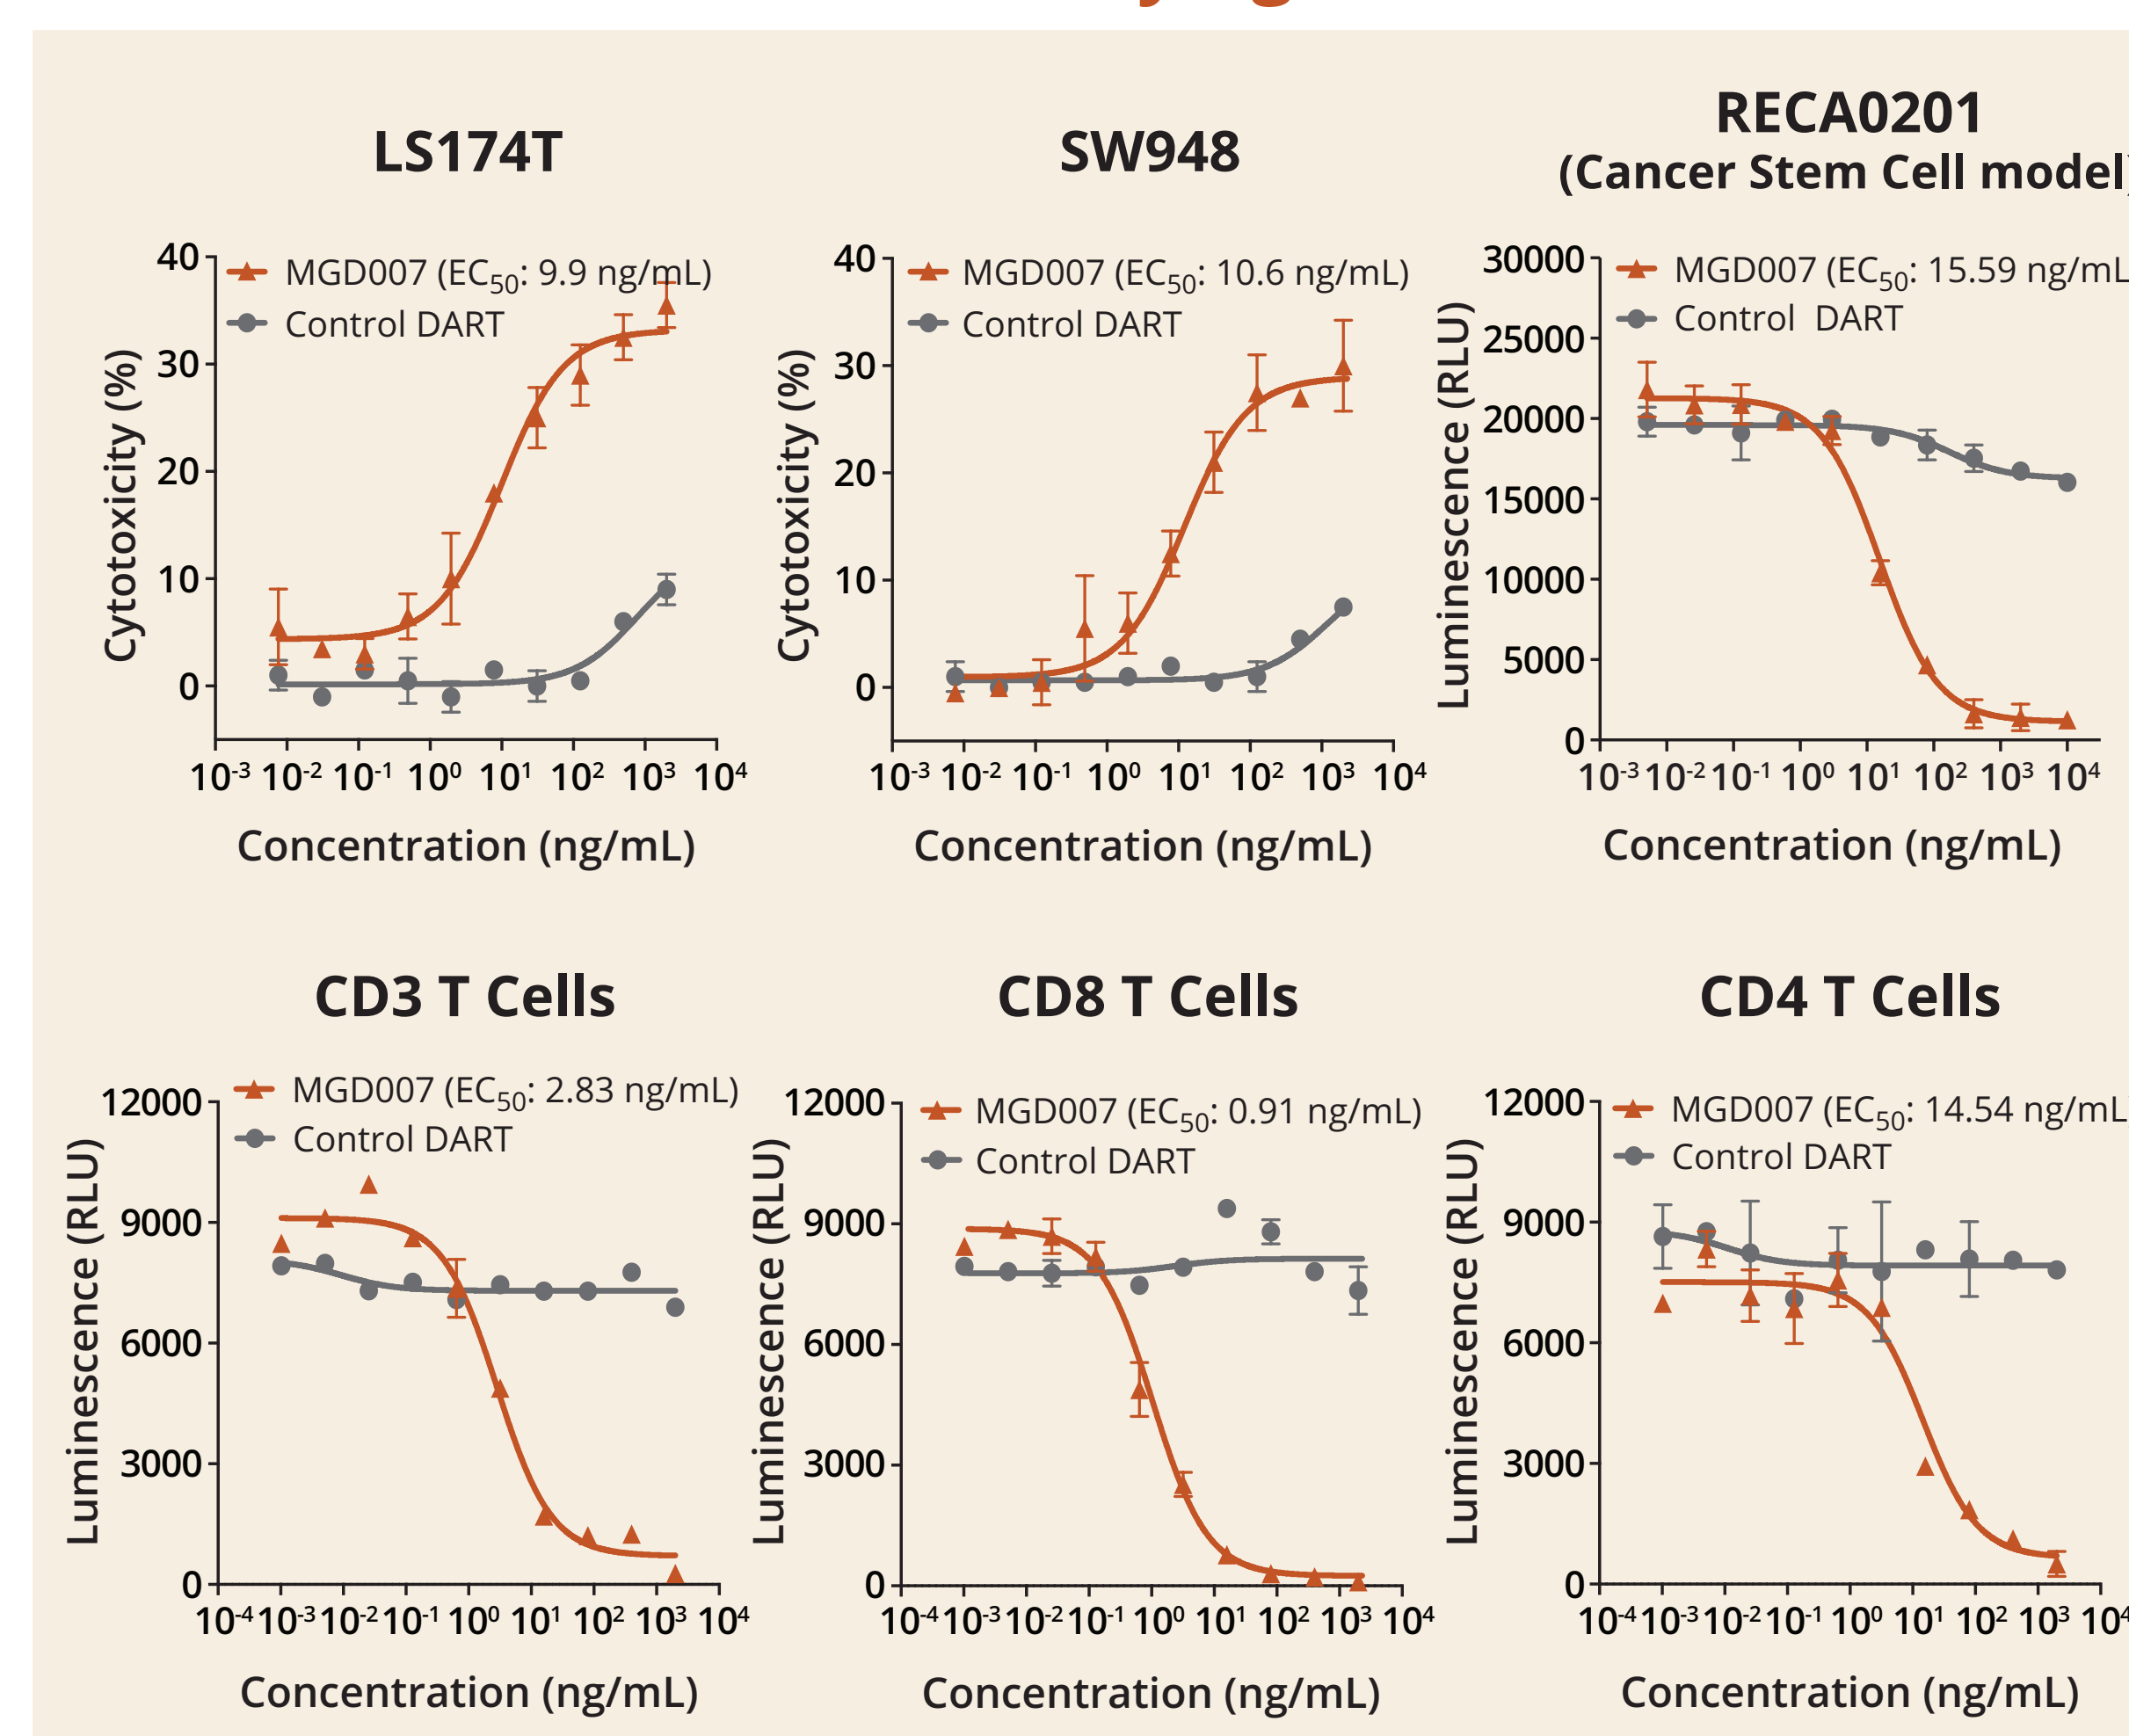 LS174T
40
30
20
10
0
Cytotoxicity (%)
MGD007 (EC50: 9.9 ng/mL)
Control DART
10-3 10-2 10-1 100 101 102 103 104
Concentration (ng/mL)
SW948
40
30
20
10
0
Cytotoxicity (%)
MGD007 (EC50: 10.6 ng/mL)
Control DART
10-3 10-2 10-1 100 101 102 103 104
Concentration (ng/mL)
RECA0201
(Cancer Stem Cell model)
30000
25000
20000
15000
10000
5000
0
Luminescence (RLU)
MGD007 (EC50: 15.59 ng/mL
Control DART
10-3 10-2 10-1 100 101 102 103 104
Concentration (ng/mL)
CD3 T Cells
12000
9000
6000
3000
0
Luminescence (RLU)
MGD007 (EC50: 2.83 ng/mL)
Control DART
10-4 10-3 10-2 10-1 100 101 102 103 104
Concentration (ng/mL)
CD8 T Cells
12000
9000
6000
3000
0
Luminescence (RLU)
MGD007 (EC50: 0.91 ng/mL)
Control DART
10-4 10-3 10-2 10-1 100 101 102 103 104
Concentration (ng/mL)
CD4 T Cells
12000
9000
6000
3000
0
Luminescence (RLU)
MGD007 (EC50: 14.54 ng/mL)
Control DART
10-4 10-3 10-2 10-1 100 101 102 103 104
Concentration (ng/mL)